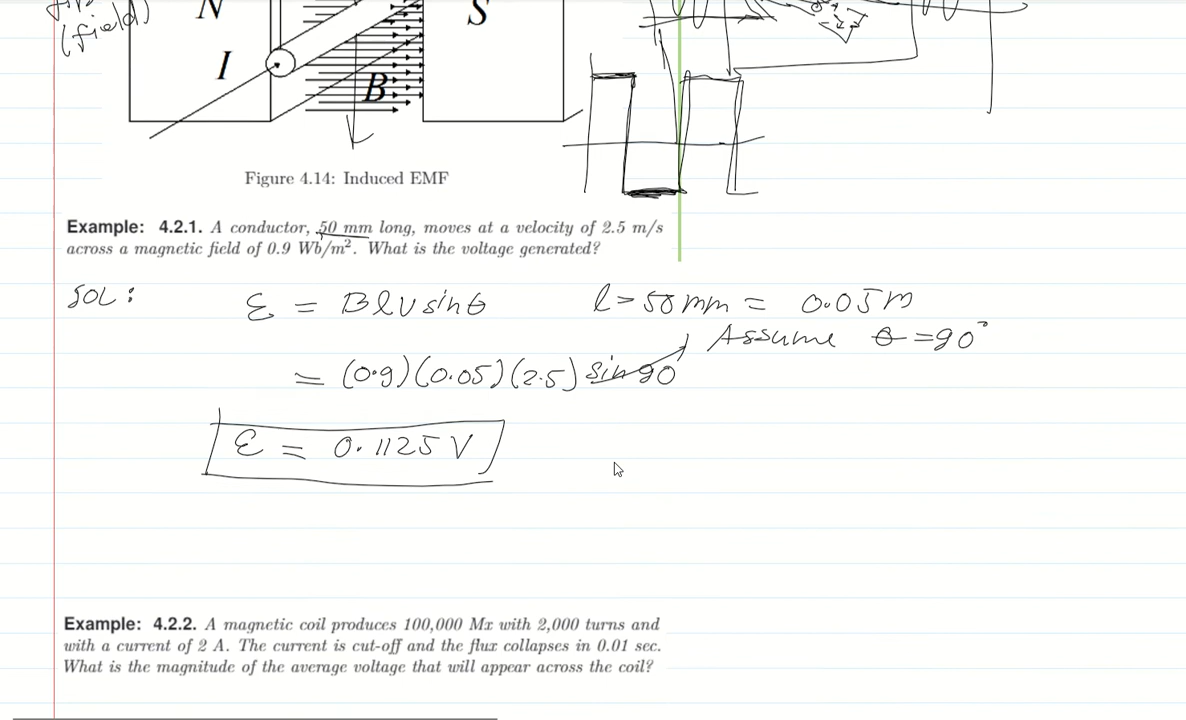 (field)
N
S
I
B
Figure 4.14: Induced EMF
Example: 4.2.1. A conductor, 50 mm long, moves at a velocity of 2.5 m/s
across a magnetic field of 0.9 Wb/m². What is the voltage generated?
SOL:
ℰ = Blv sinθ
l = 50 mm = 0.05 m
Assume θ = 90°
= (0.9)(0.05)(2.5) sin 90
ℰ = 0.1125 V
Example: 4.2.2. A magnetic coil produces 100,000 Mx with 2,000 turns and
with a current of 2 A. The current is cut-off and the flux collapses in 0.01 sec.
What is the magnitude of the average voltage that will appear across the coil?